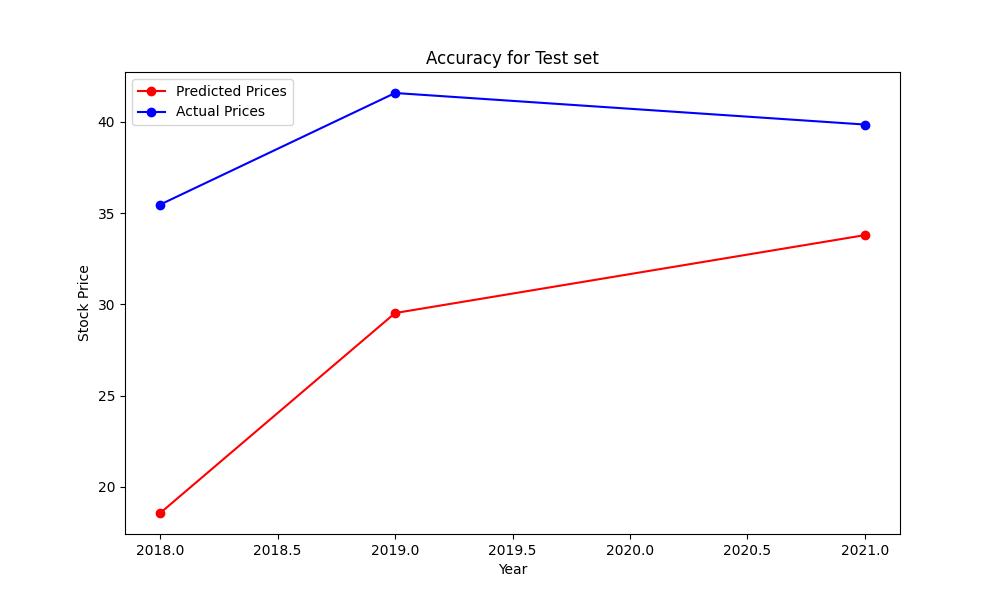 Accuracy for Test set
Predicted Prices
Actual Prices
40
35
30
25
20
Stock Price
2018.0 2018.5 2019.0 2019.5 2020.0 2020.5 2021.0
Year